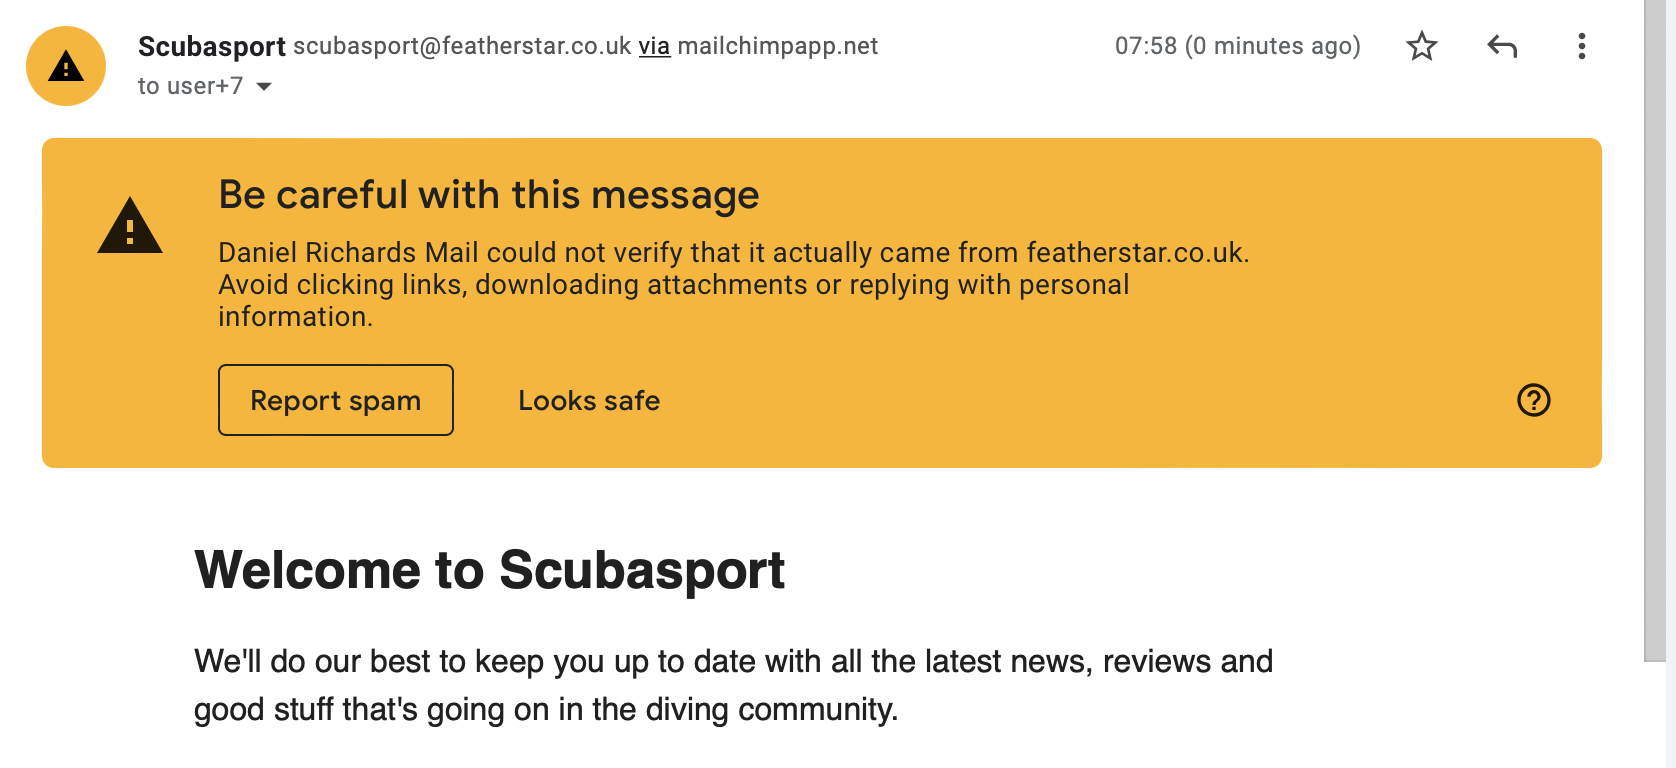 Scubasport scubasport@featherstar.co.uk via mailchimpapp.net 07:58 (0 minutes ago)
to user+7
Be careful with this message
Daniel Richards Mail could not verify that it actually came from featherstar.co.uk.
Avoid clicking links, downloading attachments or replying with personal
information.
Report spam Looks safe
Welcome to Scubasport
We'll do our best to keep you up to date with all the latest news, reviews and
good stuff that's going on in the diving community.